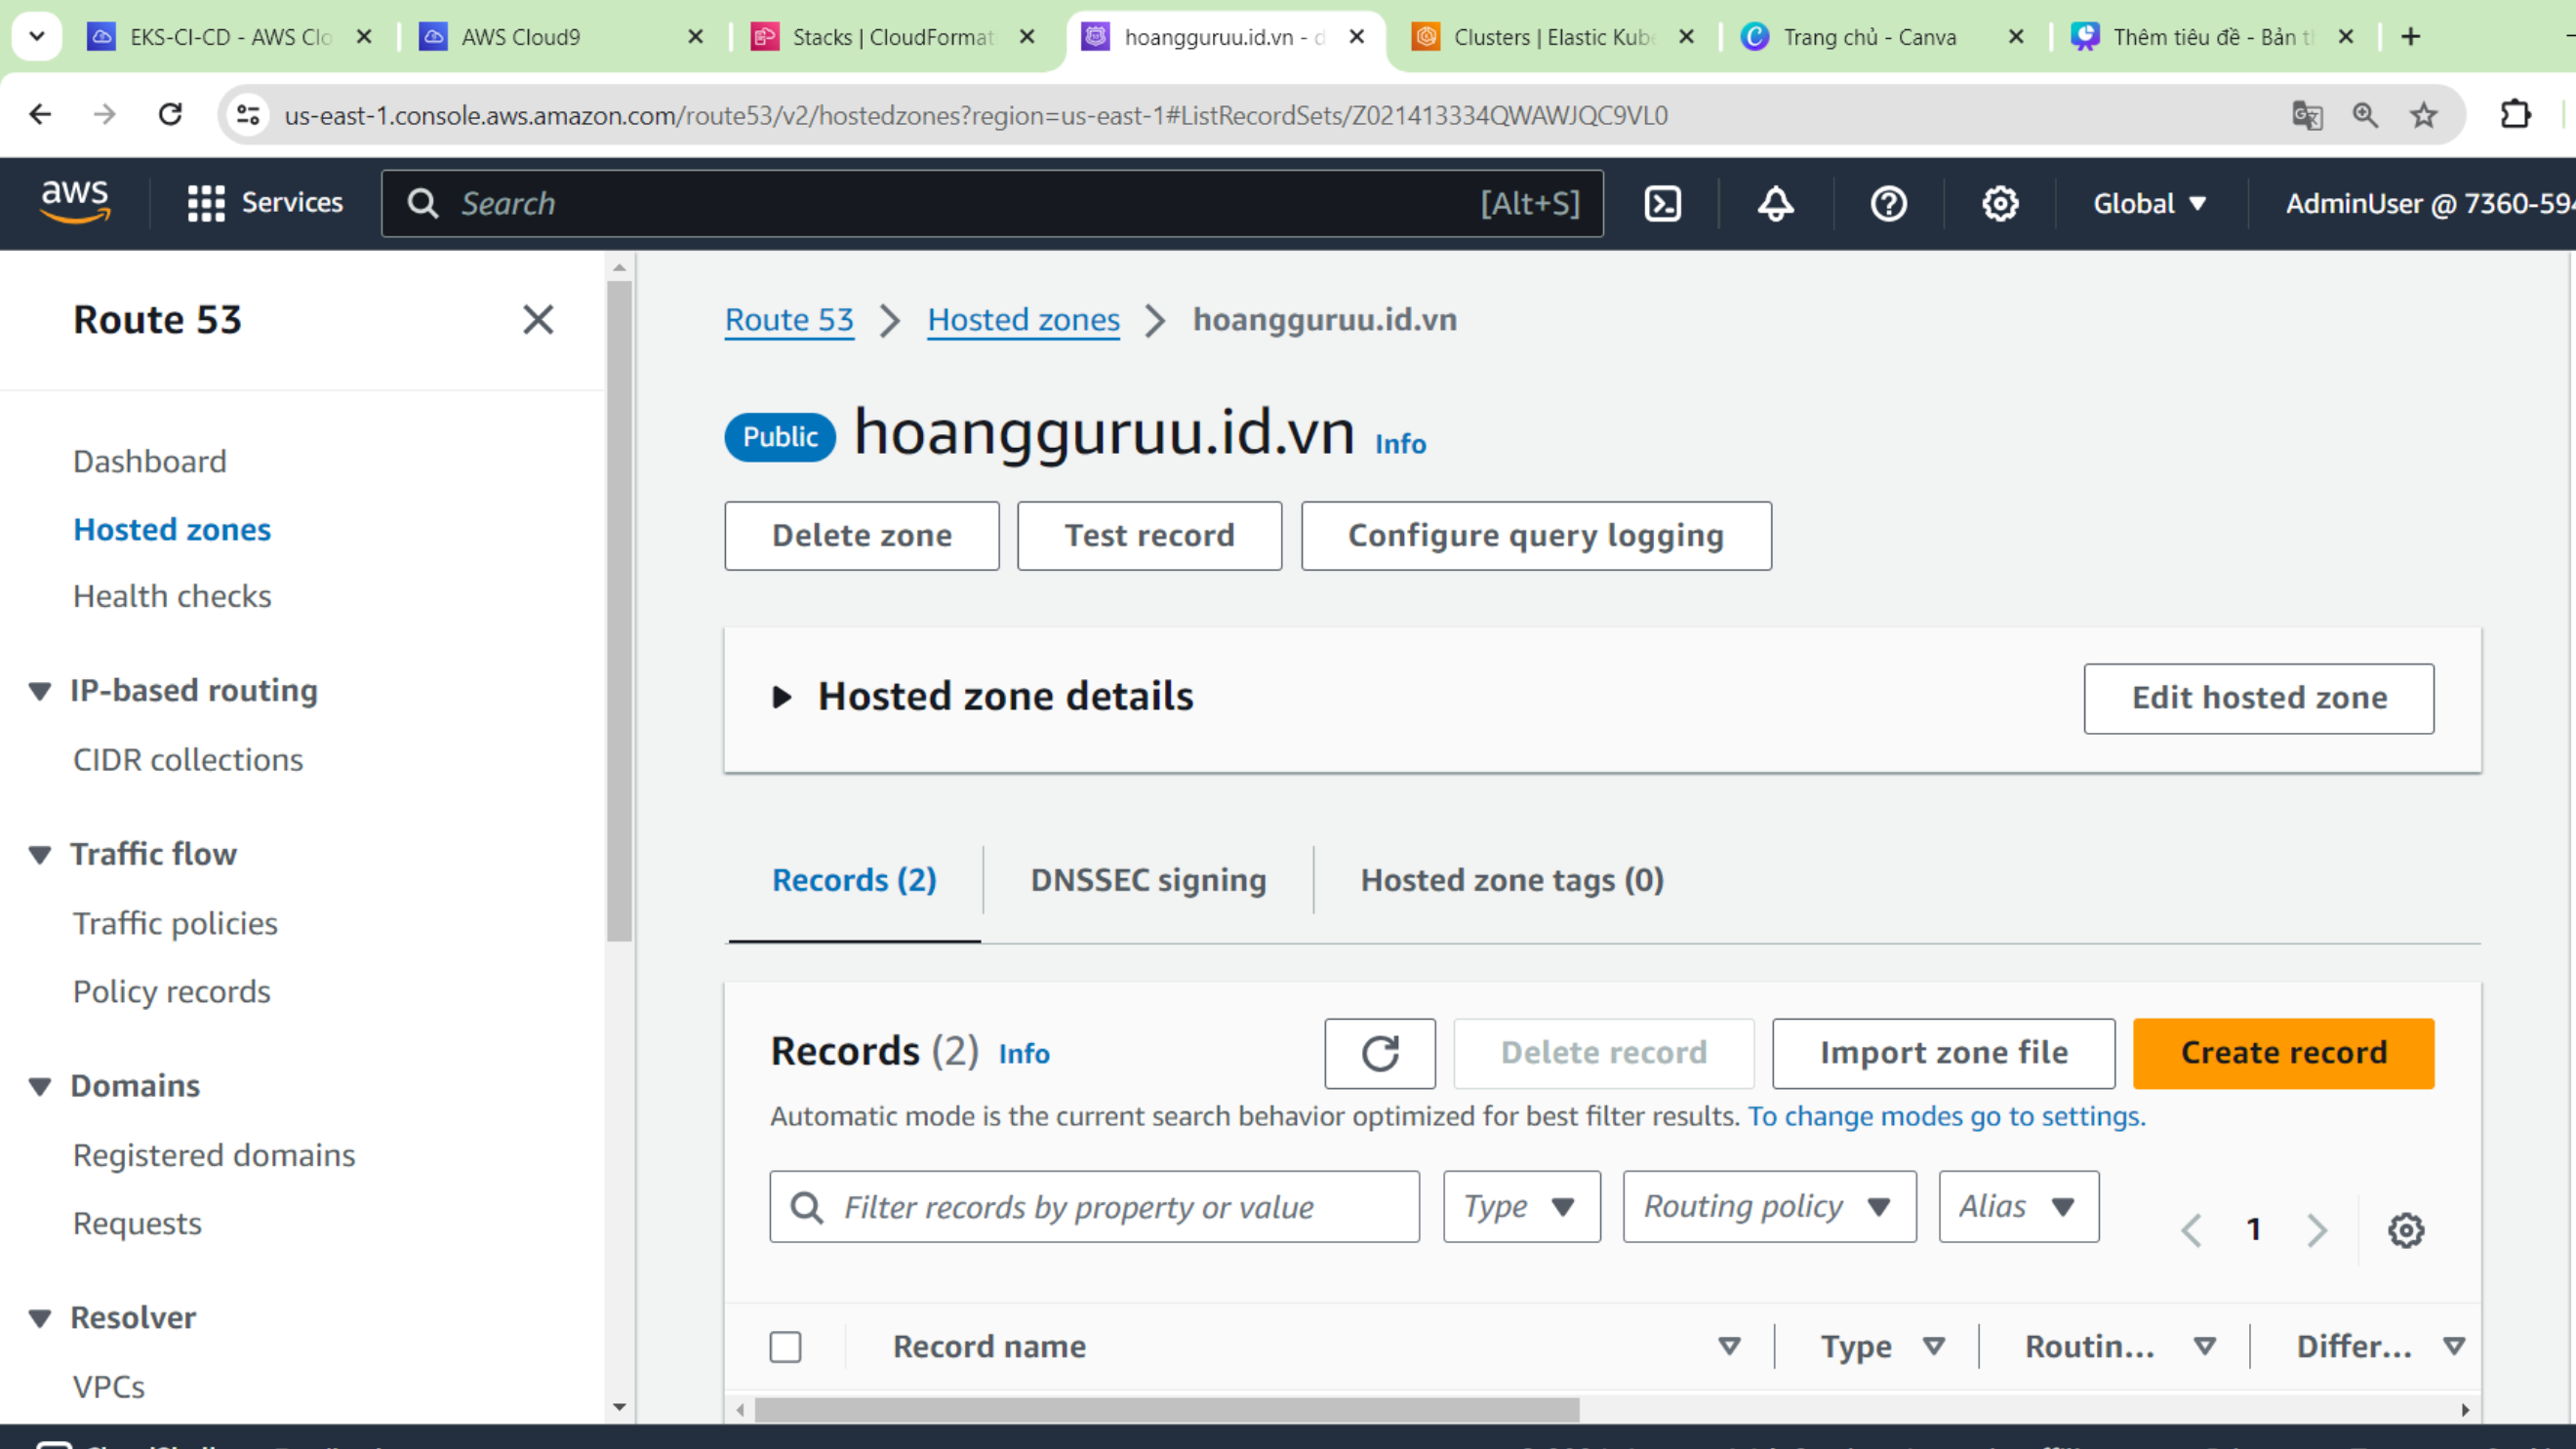 EKS-CI-CD - AWS Clo
AWS Cloud9
Stacks | CloudFormat
hoangguruu.id.vn - d
Clusters | Elastic Kube
Trang chủ - Canva
Thêm tiêu đề - Bản th
us-east-1.console.aws.amazon.com/route53/v2/hostedzones?region=us-east-1#ListRecordSets/Z021413334QWAWJQC9VL0
aws
Services
Search
[Alt+S]
Global
AdminUser @ 7360-594
Route 53
Dashboard
Hosted zones
Health checks
IP-based routing
CIDR collections
Traffic flow
Traffic policies
Policy records
Domains
Registered domains
Requests
Resolver
VPCs
Route 53 > Hosted zones > hoangguruu.id.vn
Public hoangguruu.id.vn Info
Delete zone
Test record
Configure query logging
Hosted zone details
Edit hosted zone
Records (2)
DNSSEC signing
Hosted zone tags (0)
Records (2) Info
Delete record
Import zone file
Create record
Automatic mode is the current search behavior optimized for best filter results. To change modes go to settings.
Filter records by property or value
Type
Routing policy
Alias
1
Record name
Type
Routin...
Differ...